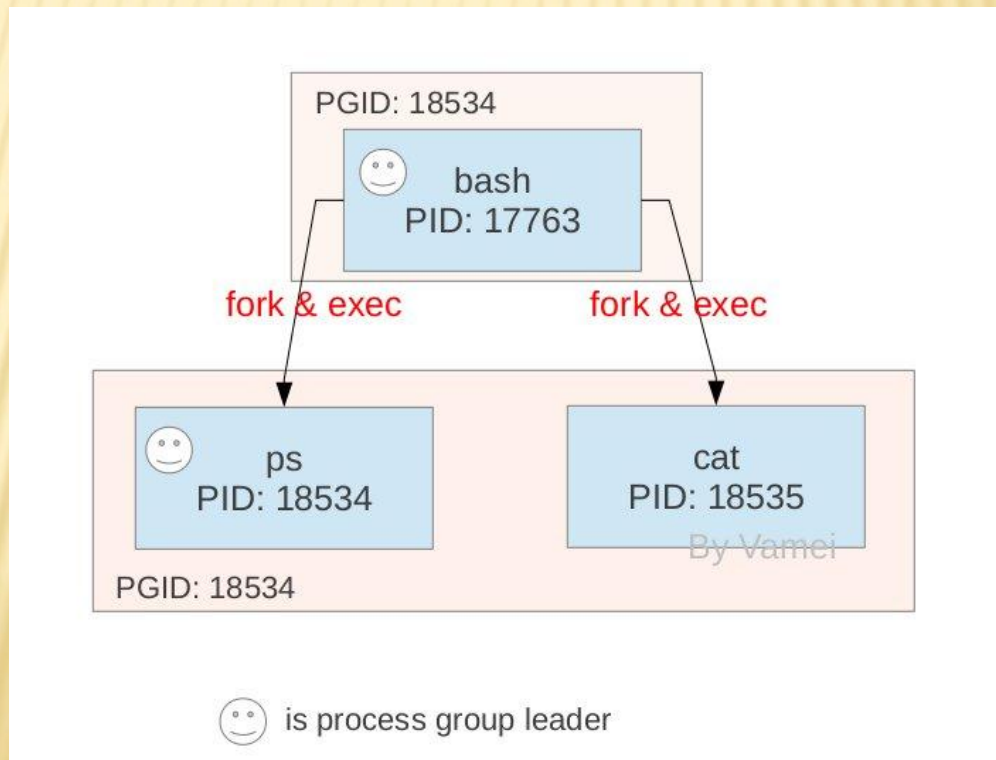 PGID: 18534
bash
PID: 17763
fork & exec
fork & exec
ps
PID: 18534
cat
PID: 18535
By Vamei
PGID: 18534
is process group leader